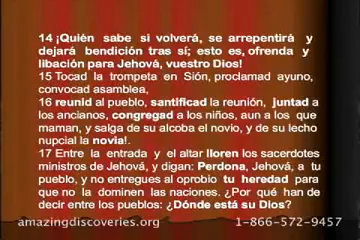 14 ¡Quién sabe si volverá, se arrepentirá y
dejará bendición tras sí; esto es, ofrenda y
libación para Jehová, vuestro Dios!
15 Tocad la trompeta en Sión, proclamad ayuno,
convocad asamblea,
16 reunid al pueblo, santificad la reunión, juntad a
los ancianos, congregad a los niños, aun a los que
maman, y salga de su alcoba el novio, y de su lecho
nupcial la novia!.
17 Entre la entrada y el altar lloren los sacerdotes
ministros de Jehová, y digan: Perdona, Jehová, a tu
pueblo, y no entregues al oprobio tu heredad para
que no la dominen las naciones. ¿Por qué han de
decir entre los pueblos: ¿Dónde está su Dios?
amazingdiscoveries.org 1-866-572-9457